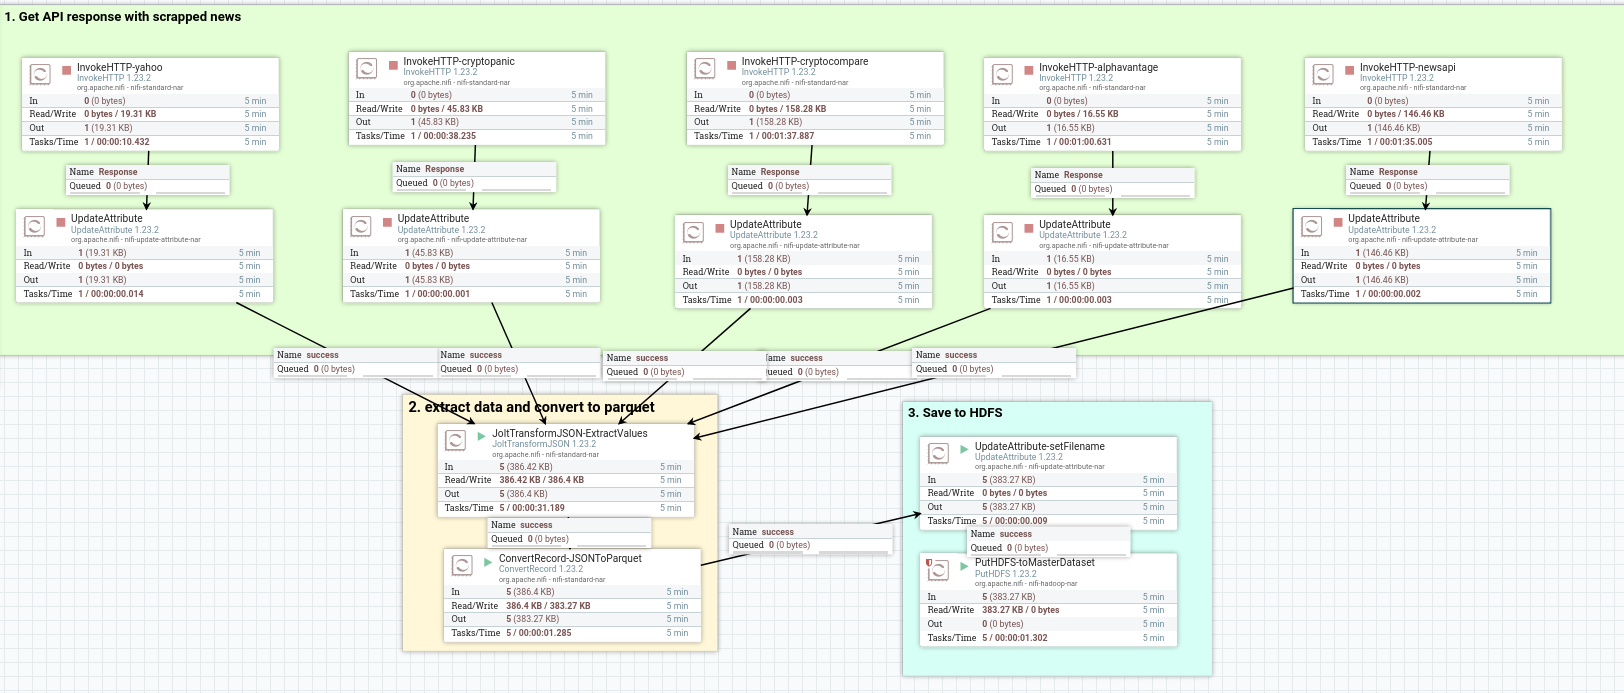 1. Get API response with scrapped news
InvokeHTTP-yahoo
InvokeHTTP 1.23.2
org.apache.nifi - nifi-standard-nar
In 0 (0 bytes) 5 min
Read/Write 0 bytes / 19.31 KB 5 min
Out 1 (19.31 KB) 5 min
Tasks/Time 1 / 00:00:10.432 5 min
InvokeHTTP-cryptopanic
InvokeHTTP 1.23.2
org.apache.nifi - nifi-standard-nar
In 0 (0 bytes) 5 min
Read/Write 0 bytes / 45.83 KB 5 min
Out 1 (45.83 KB) 5 min
Tasks/Time 1 / 00:00:38.235 5 min
InvokeHTTP-cryptocompare
InvokeHTTP 1.23.2
org.apache.nifi - nifi-standard-nar
In 0 (0 bytes) 5 min
Read/Write 0 bytes / 158.28 KB 5 min
Out 1 (158.28 KB) 5 min
Tasks/Time 1 / 00:01:37.887 5 min
InvokeHTTP-alphavantage
InvokeHTTP 1.23.2
org.apache.nifi - nifi-standard-nar
In 0 (0 bytes) 5 min
Read/Write 0 bytes / 16.55 KB 5 min
Out 1 (16.55 KB) 5 min
Tasks/Time 1 / 00:01:00.631 5 min
InvokeHTTP-newsapi
InvokeHTTP 1.23.2
org.apache.nifi - nifi-standard-nar
In 0 (0 bytes) 5 min
Read/Write 0 bytes / 146.46 KB 5 min
Out 1 (146.46 KB) 5 min
Tasks/Time 1 / 00:01:35.005 5 min
Name Response
Queued 0 (0 bytes)
Name Response
Queued 0 (0 bytes)
Name Response
Queued 0 (0 bytes)
Name Response
Queued 0 (0 bytes)
Name Response
Queued 0 (0 bytes)
UpdateAttribute
UpdateAttribute 1.23.2
org.apache.nifi - nifi-update-attribute-nar
In 1 (19.31 KB) 5 min
Read/Write 0 bytes / 0 bytes 5 min
Out 1 (19.31 KB) 5 min
Tasks/Time 1 / 00:00:00.014 5 min
UpdateAttribute
UpdateAttribute 1.23.2
org.apache.nifi - nifi-update-attribute-nar
In 1 (45.83 KB) 5 min
Read/Write 0 bytes / 0 bytes 5 min
Out 1 (45.83 KB) 5 min
Tasks/Time 1 / 00:00:00.001 5 min
UpdateAttribute
UpdateAttribute 1.23.2
org.apache.nifi - nifi-update-attribute-nar
In 1 (158.28 KB) 5 min
Read/Write 0 bytes / 0 bytes 5 min
Out 1 (158.28 KB) 5 min
Tasks/Time 1 / 00:00:00.003 5 min
UpdateAttribute
UpdateAttribute 1.23.2
org.apache.nifi - nifi-update-attribute-nar
In 1 (16.55 KB) 5 min
Read/Write 0 bytes / 0 bytes 5 min
Out 1 (16.55 KB) 5 min
Tasks/Time 1 / 00:00:00.003 5 min
UpdateAttribute
UpdateAttribute 1.23.2
org.apache.nifi - nifi-update-attribute-nar
In 1 (146.46 KB) 5 min
Read/Write 0 bytes / 0 bytes 5 min
Out 1 (146.46 KB) 5 min
Tasks/Time 1 / 00:00:00.002 5 min
Name success
Queued 0 (0 bytes)
Name success
Queued 0 (0 bytes)
Name success
Queued 0 (0 bytes)
Name success
Queued 0 (0 bytes)
Name success
Queued 0 (0 bytes)
2. extract data and convert to parquet
JoltTransformJSON-ExtractValues
JoltTransformJSON 1.23.2
org.apache.nifi - nifi-standard-nar
In 5 (386.42 KB) 5 min
Read/Write 386.42 KB / 386.4 KB 5 min
Out 5 (386.4 KB) 5 min
Tasks/Time 5 / 00:00:31.189 5 min
Name success
Queued 0 (0 bytes)
ConvertRecord-JSONToParquet
ConvertRecord 1.23.2
org.apache.nifi - nifi-standard-nar
In 5 (386.4 KB) 5 min
Read/Write 386.4 KB / 383.27 KB 5 min
Out 5 (383.27 KB) 5 min
Tasks/Time 5 / 00:00:01.285 5 min
Name success
Queued 0 (0 bytes)
3. Save to HDFS
UpdateAttribute-setFilename
UpdateAttribute 1.23.2
org.apache.nifi - nifi-update-attribute-nar
In 5 (383.27 KB) 5 min
Read/Write 0 bytes / 0 bytes 5 min
Out 5 (383.27 KB) 5 min
Tasks/Time 5 / 00:00:00.009 5 min
Name success
Queued 0 (0 bytes)
PutHDFS-toMasterDataset
PutHDFS 1.23.2
org.apache.nifi - nifi-hadoop-nar
In 5 (383.27 KB) 5 min
Read/Write 383.27 KB / 0 bytes 5 min
Out 0 (0 bytes) 5 min
Tasks/Time 5 / 00:00:01.302 5 min